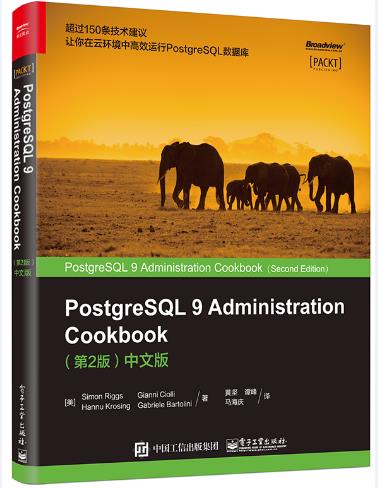 超过150条技术建议
让你在云环境中高效运行PostgreSQL数据库
Broadview®
[PACKT]
PUBLISHING
PostgreSQL 9 Administration Cookbook (Second Edition)
PostgreSQL 9 Administration
Cookbook
(第2版)中文版
[美] Simon Riggs Gianni Ciolli
Hannu Krosing Gabriele Bartolini 著
黄坚 谭峰
马海庆 译
中国工信出版集团
电子工业出版社
PostgreSQL 9
Administration Cookbook
(第2版)
中文版
[PACKT]
电子工业出版社